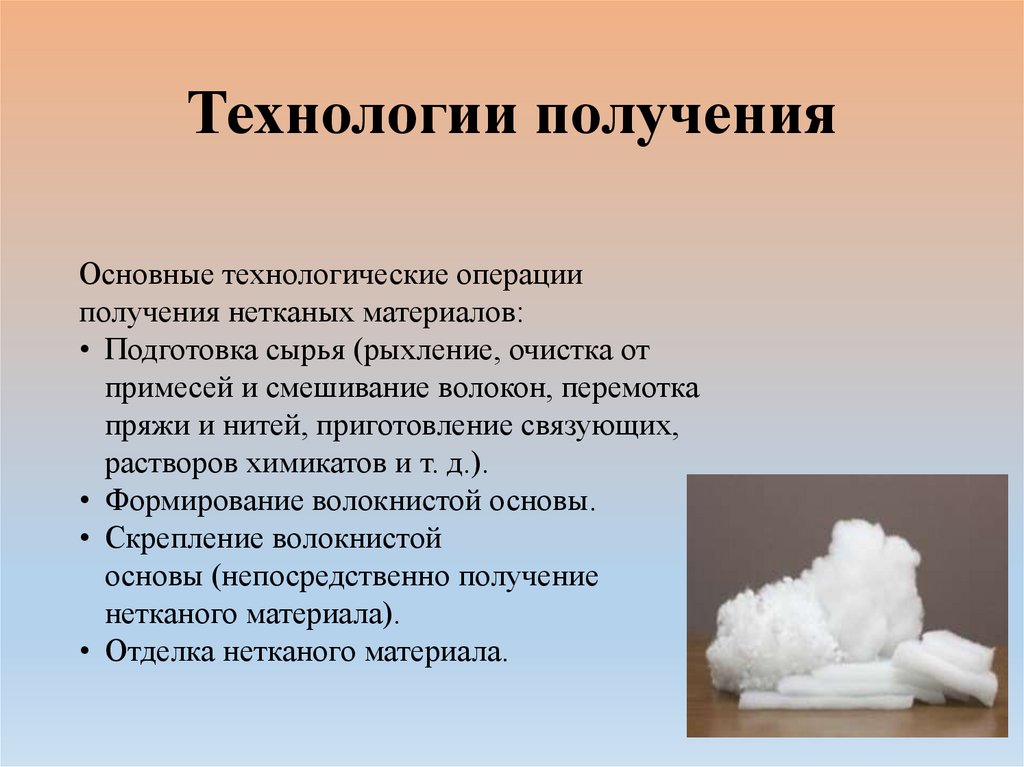 Технологии получения
Основные технологические операции
получения нетканых материалов:
• Подготовка сырья (рыхление, очистка от
примесей и смешивание волокон, перемотка
пряжи и нитей, приготовление связующих,
растворов химикатов и т. д.).
• Формирование волокнистой основы.
• Скрепление волокнистой
основы (непосредственно получение
нетканого материала).
• Отделка нетканого материала.